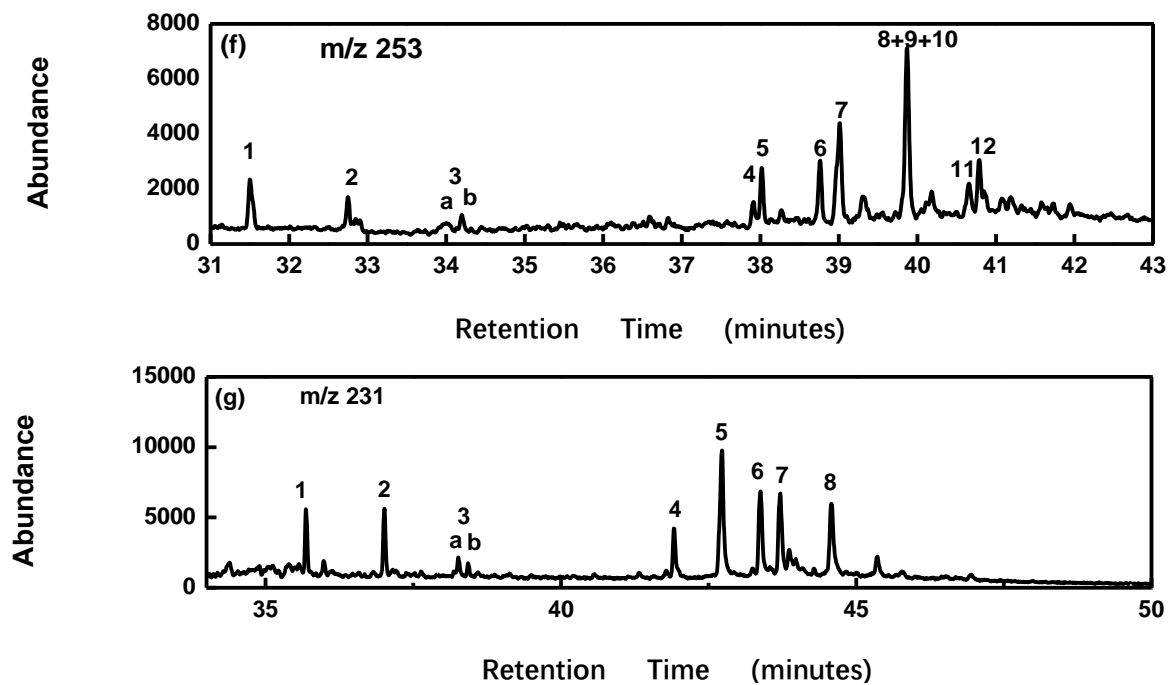 (f)
m/z 253
8+9+10
8000
6000
4000
2000
0
Abundance
1
2
3
a
b
4
5
6
7
11
12
31 32 33 34 35 36 37 38 39 40 41 42 43
Retention Time (minutes)
(g)
m/z 231
15000
10000
5000
0
Abundance
1
2
3
a
b
4
5
6
7
8
35 40 45 50
Retention Time (minutes)